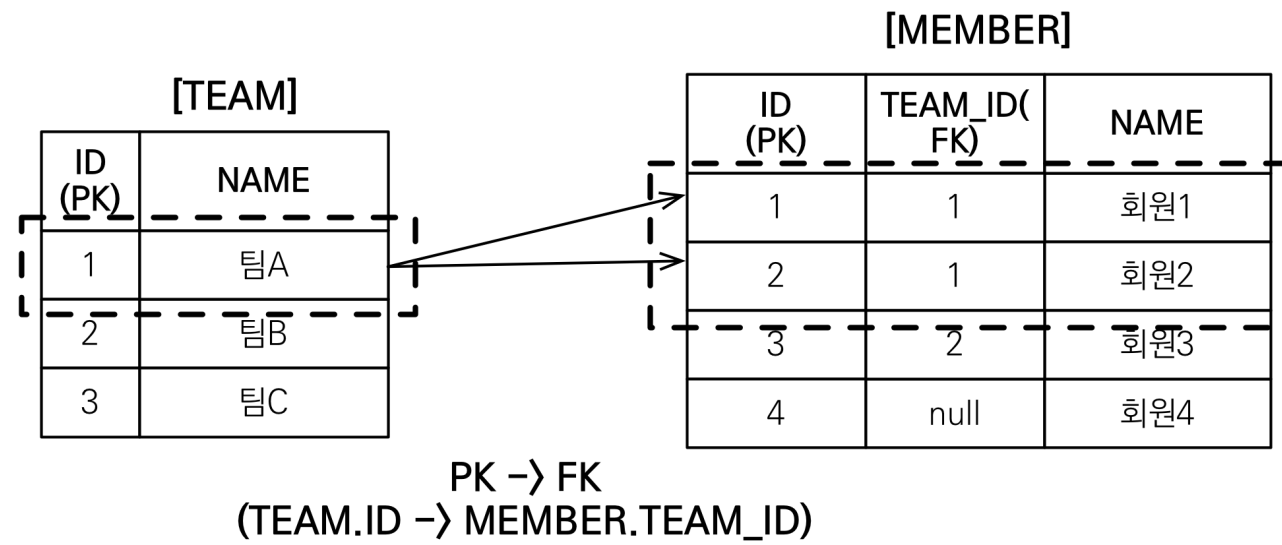 [MEMBER]
[TEAM]
ID
(PK)
NAME
1 팀A
2 팀B
3 팀C
ID
(PK)
TEAM_ID(
FK)
NAME
1 1 회원1
2 1 회원2
3 2 회원3
4 null 회원4
PK -> FK
(TEAM.ID -> MEMBER.TEAM_ID)